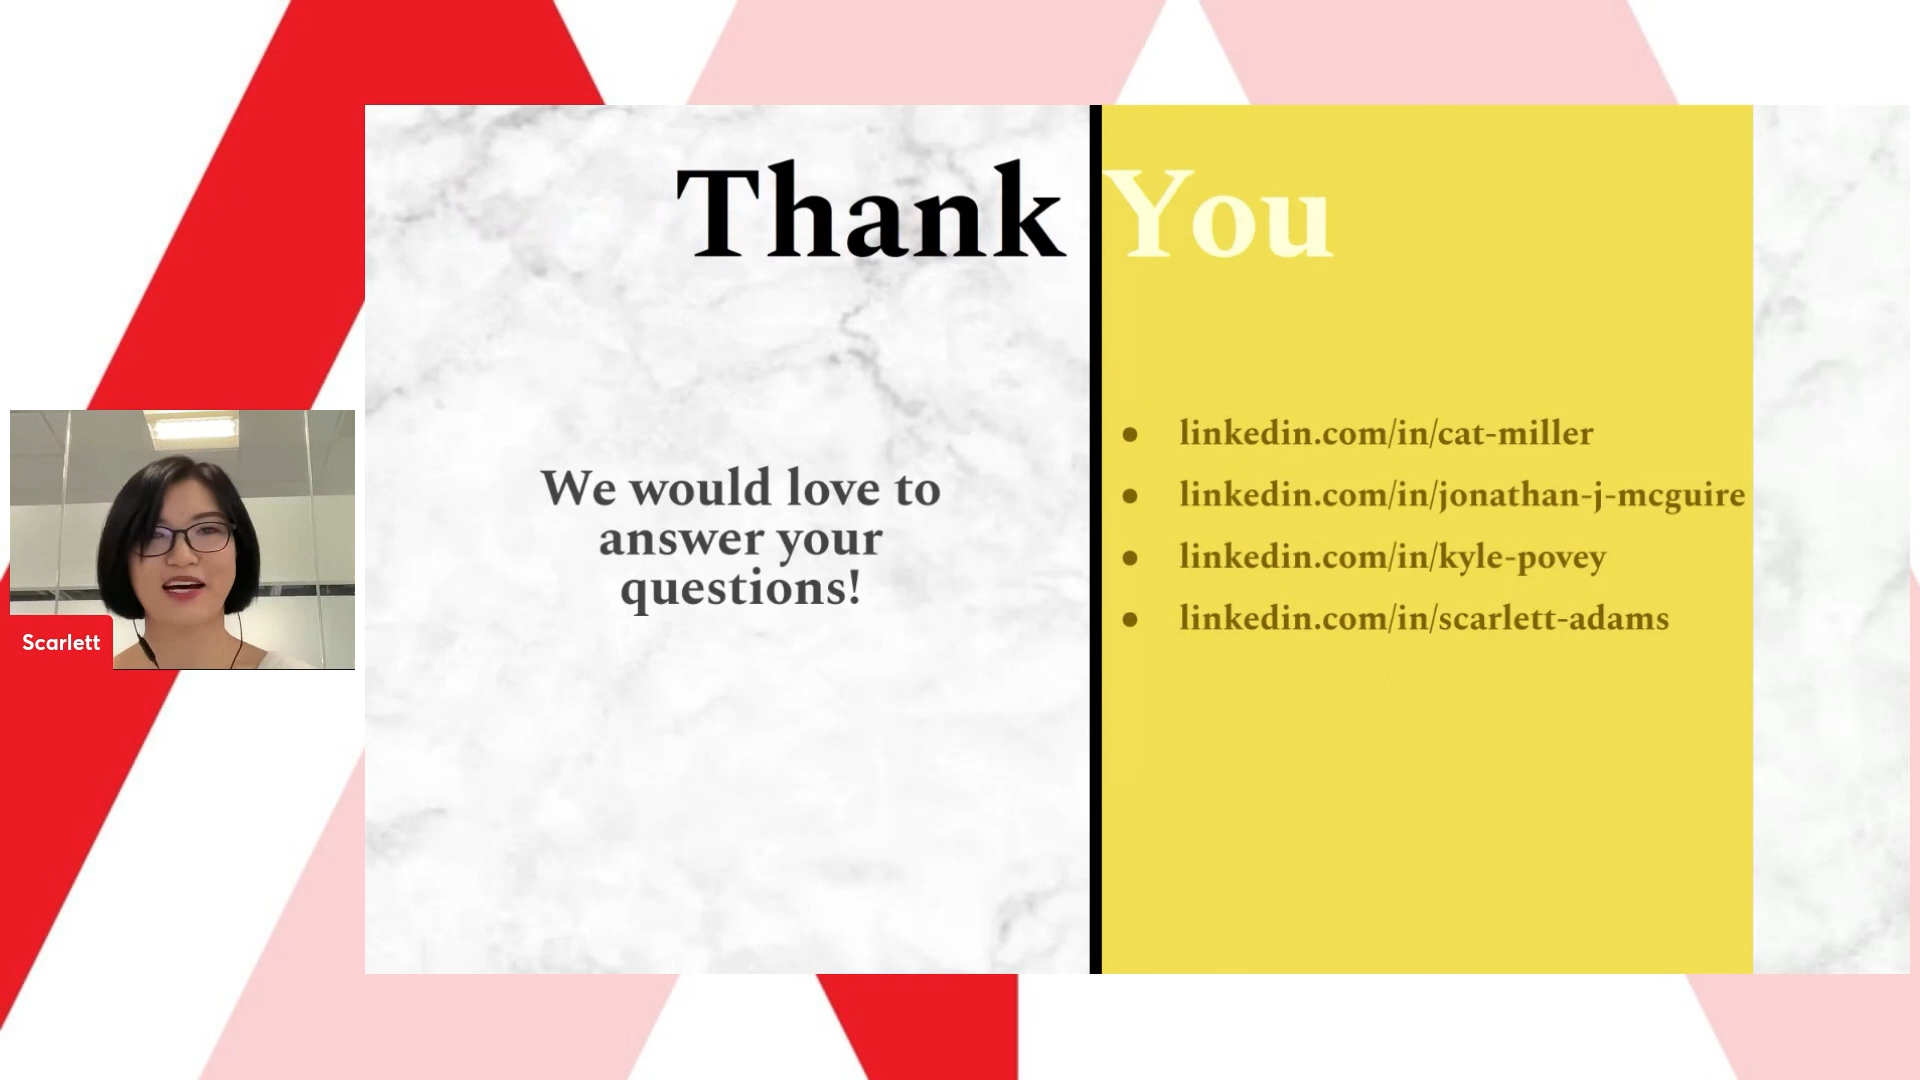 Thank You
We would love to
answer your
questions!
● linkedin.com/in/cat-miller
● linkedin.com/in/jonathan-j-mcguire
● linkedin.com/in/kyle-povey
● linkedin.com/in/scarlett-adams
Scarlett